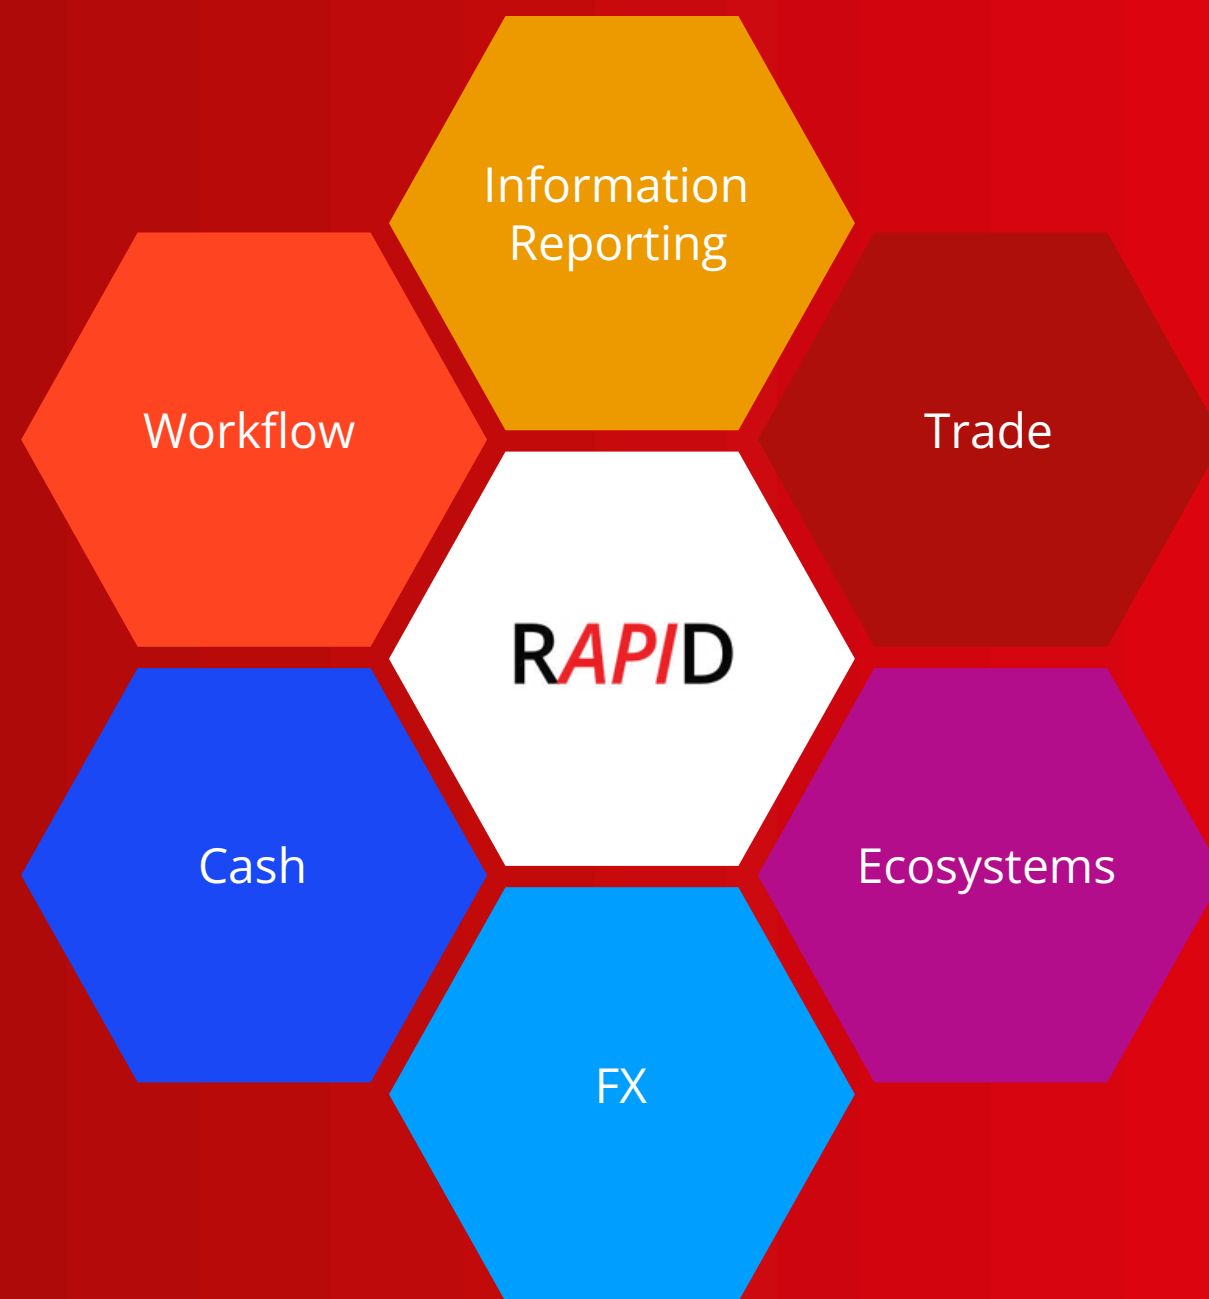 Information
Reporting
Workflow
Trade
RAPID
Cash
Ecosystems
FX